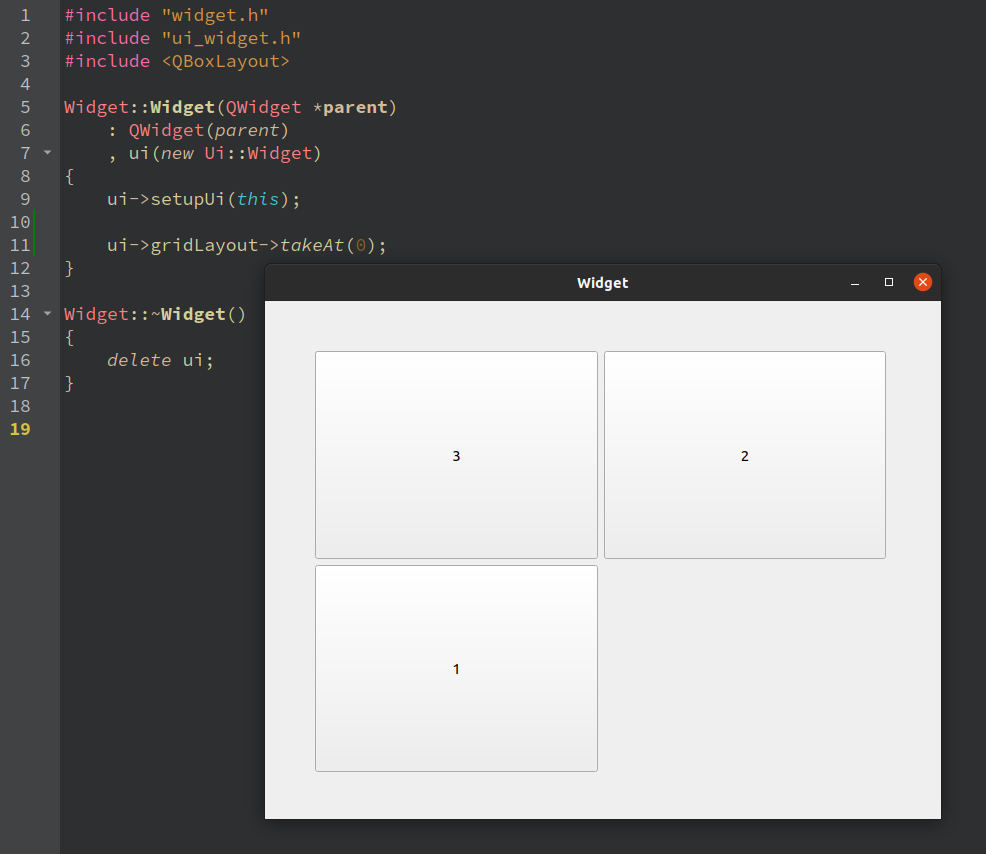 1 #include "widget.h"
2 #include "ui_widget.h"
3 #include <QBoxLayout>
4
5 Widget::Widget(QWidget *parent)
6     : QWidget(parent)
7     , ui(new Ui::Widget)
8 {
9     ui->setupUi(this);
10
11     ui->gridLayout->takeAt(0);
12 }
13
14 Widget::~Widget()
15 {
16     delete ui;
17 }
18
19
Widget
3 2
1